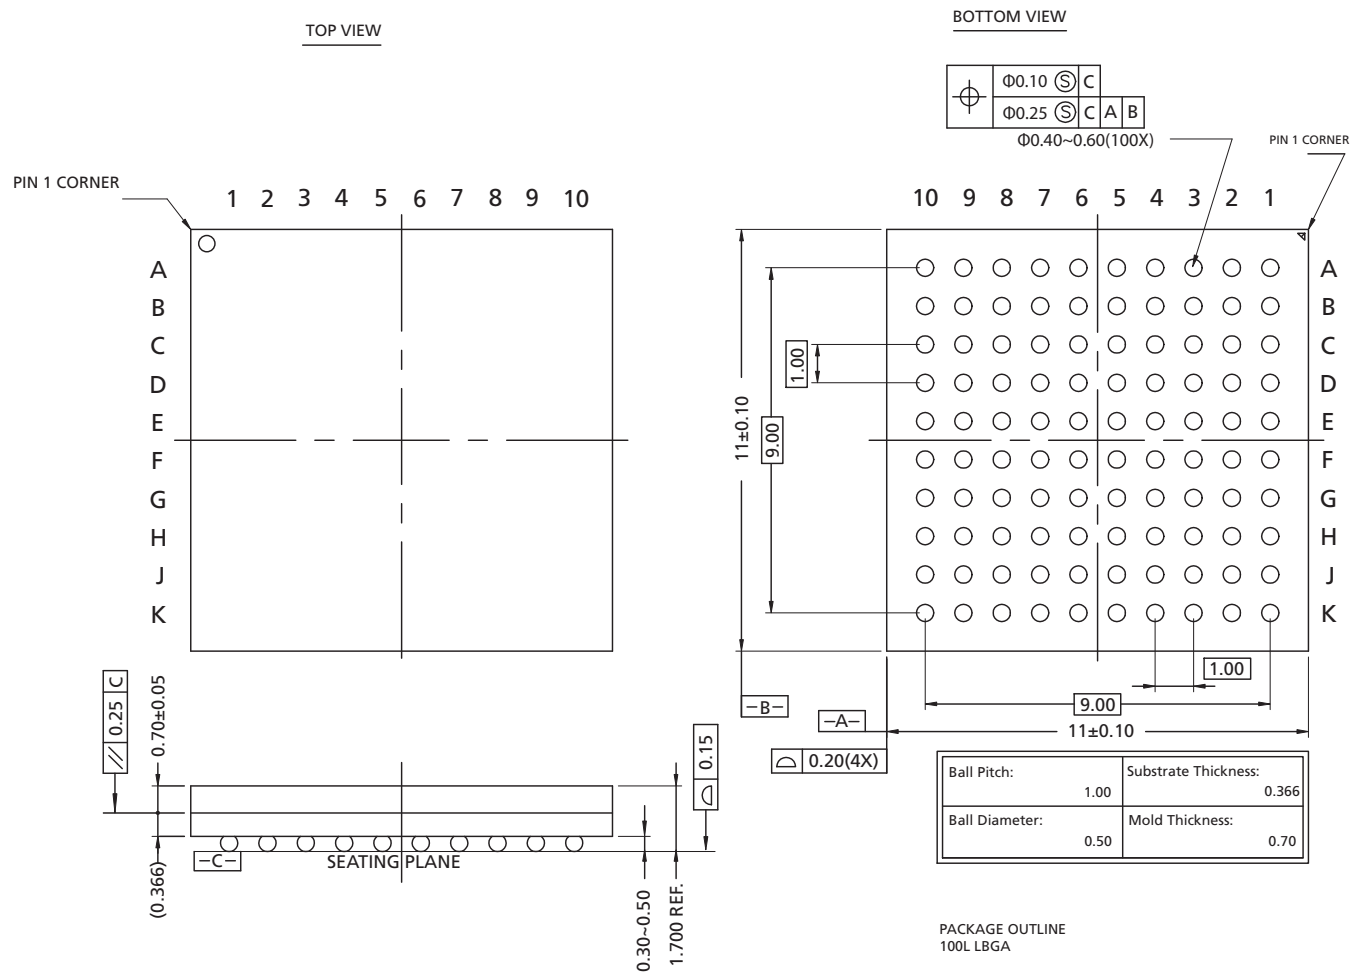 TOP VIEW
BOTTOM VIEW
Φ0.10 Ⓢ C
Φ0.25 Ⓢ C A B
Φ0.40~0.60(100X)
PIN 1 CORNER
PIN 1 CORNER
1 2 3 4 5 6 7 8 9 10
10 9 8 7 6 5 4 3 2 1
A
B
C
D
E
F
G
H
J
K
A
B
C
D
E
F
G
H
J
K
1.00
9.00
11±0.10
1.00
9.00
11±0.10
–B–
–A–
⌓ 0.20(4X)
// 0.25 C
0.70±0.05
(0.366)
–C–
SEATING PLANE
0.30~0.50
1.700 REF.
⌓ 0.15
Ball Pitch:
1.00
Substrate Thickness:
0.366
Ball Diameter:
0.50
Mold Thickness:
0.70
PACKAGE OUTLINE
100L LBGA